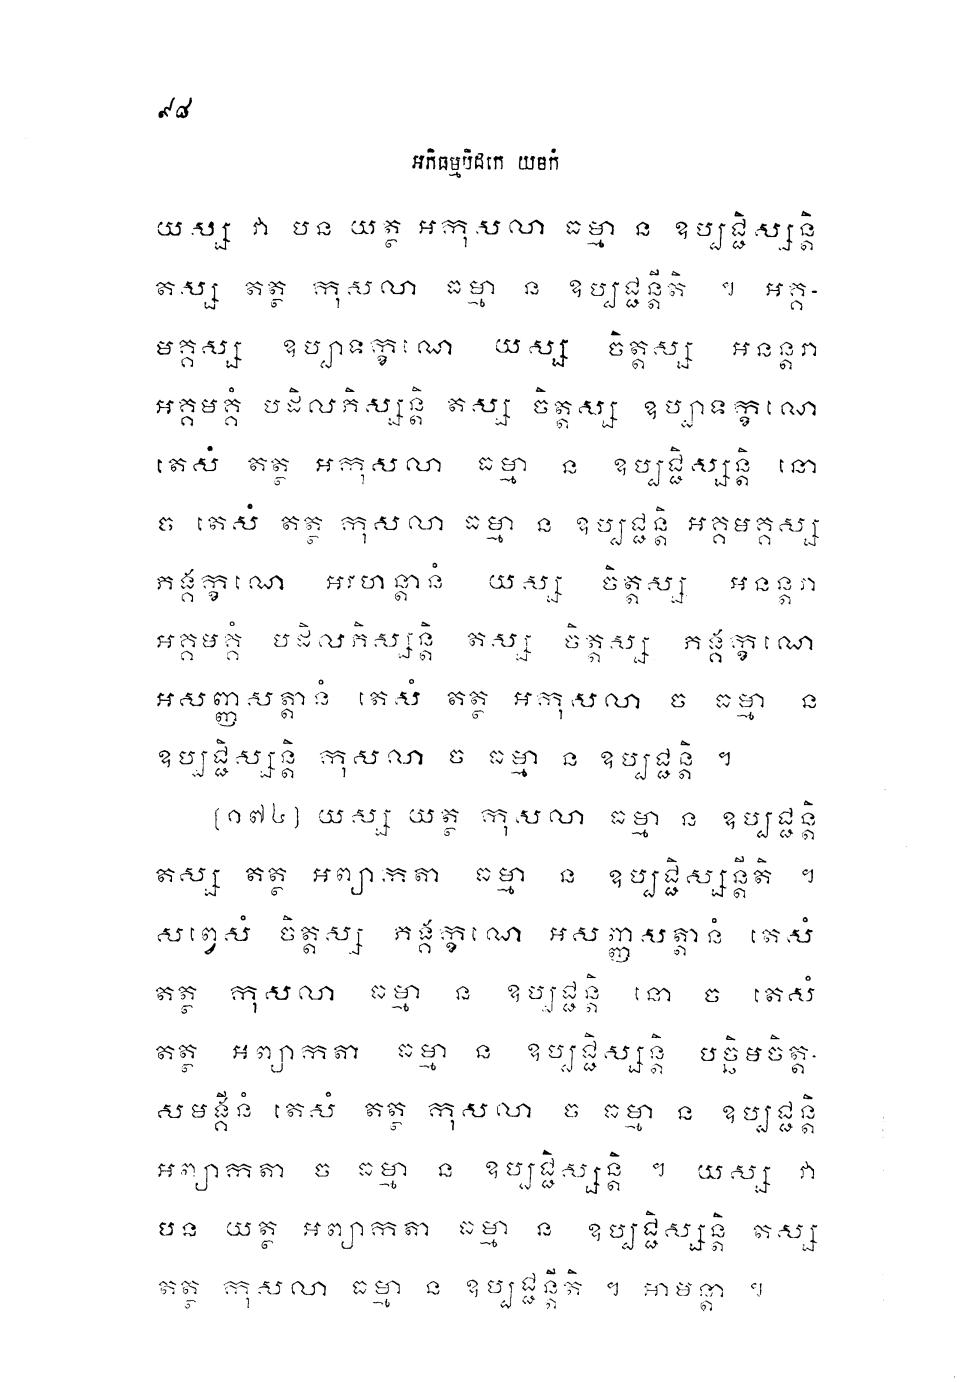 ៩៨
អភិធម្មបិដកេ យមកំ
យស្ស វា បន យត្ថ អកុសលា ធម្មា ន ឧប្បជ្ជិស្សន្តិ
តស្ស តត្ថ កុសលា ធម្មា ន ឧប្បជ្ជន្តីតិ ។ អគ្គ-
មគ្គស្ស ឧប្បាទក្ខណេ យស្ស ចិត្តស្ស អនន្តរា
អគ្គមគ្គំ បដិលភិស្សន្តិ តស្ស ចិត្តស្ស ឧប្បាទក្ខណេ
តេសំ តត្ថ អកុសលា ធម្មា ន ឧប្បជ្ជិស្សន្តិ នោ
ច តេសំ តត្ថ កុសលា ធម្មា ន ឧប្បជ្ជន្តិ អគ្គមគ្គស្ស
ភង្គក្ខណេ អរហន្តានំ យស្ស ចិត្តស្ស អនន្តរា
អគ្គមគ្គំ បដិលភិស្សន្តិ តស្ស ចិត្តស្ស ភង្គក្ខណេ
អសញ្ញសត្តានំ តេសំ តត្ថ អកុសលា ច ធម្មា ន
ឧប្បជ្ជិស្សន្តិ កុសលា ច ធម្មា ន ឧប្បជ្ជន្តិ ។
[១៧៤] យស្ស យត្ថ កុសលា ធម្មា ន ឧប្បជ្ជន្តិ
តស្ស តត្ថ អព្យាកតា ធម្មា ន ឧប្បជ្ជិស្សន្តីតិ ។
សព្វេសំ ចិត្តស្ស ភង្គក្ខណេ អសញ្ញសត្តានំ តេសំ
តត្ថ កុសលា ធម្មា ន ឧប្បជ្ជន្តិ នោ ច តេសំ
តត្ថ អព្យាកតា ធម្មា ន ឧប្បជ្ជិស្សន្តិ បច្ឆិមចិត្ត-
សមង្គីនំ តេសំ តត្ថ កុសលា ច ធម្មា ន ឧប្បជ្ជន្តិ
អព្យាកតា ច ធម្មា ន ឧប្បជ្ជិស្សន្តិ ។ យស្ស វា
បន យត្ថ អព្យាកតា ធម្មា ន ឧប្បជ្ជិស្សន្តិ តស្ស
តត្ថ កុសលា ធម្មា ន ឧប្បជ្ជន្តីតិ ។ អាមន្តា ។